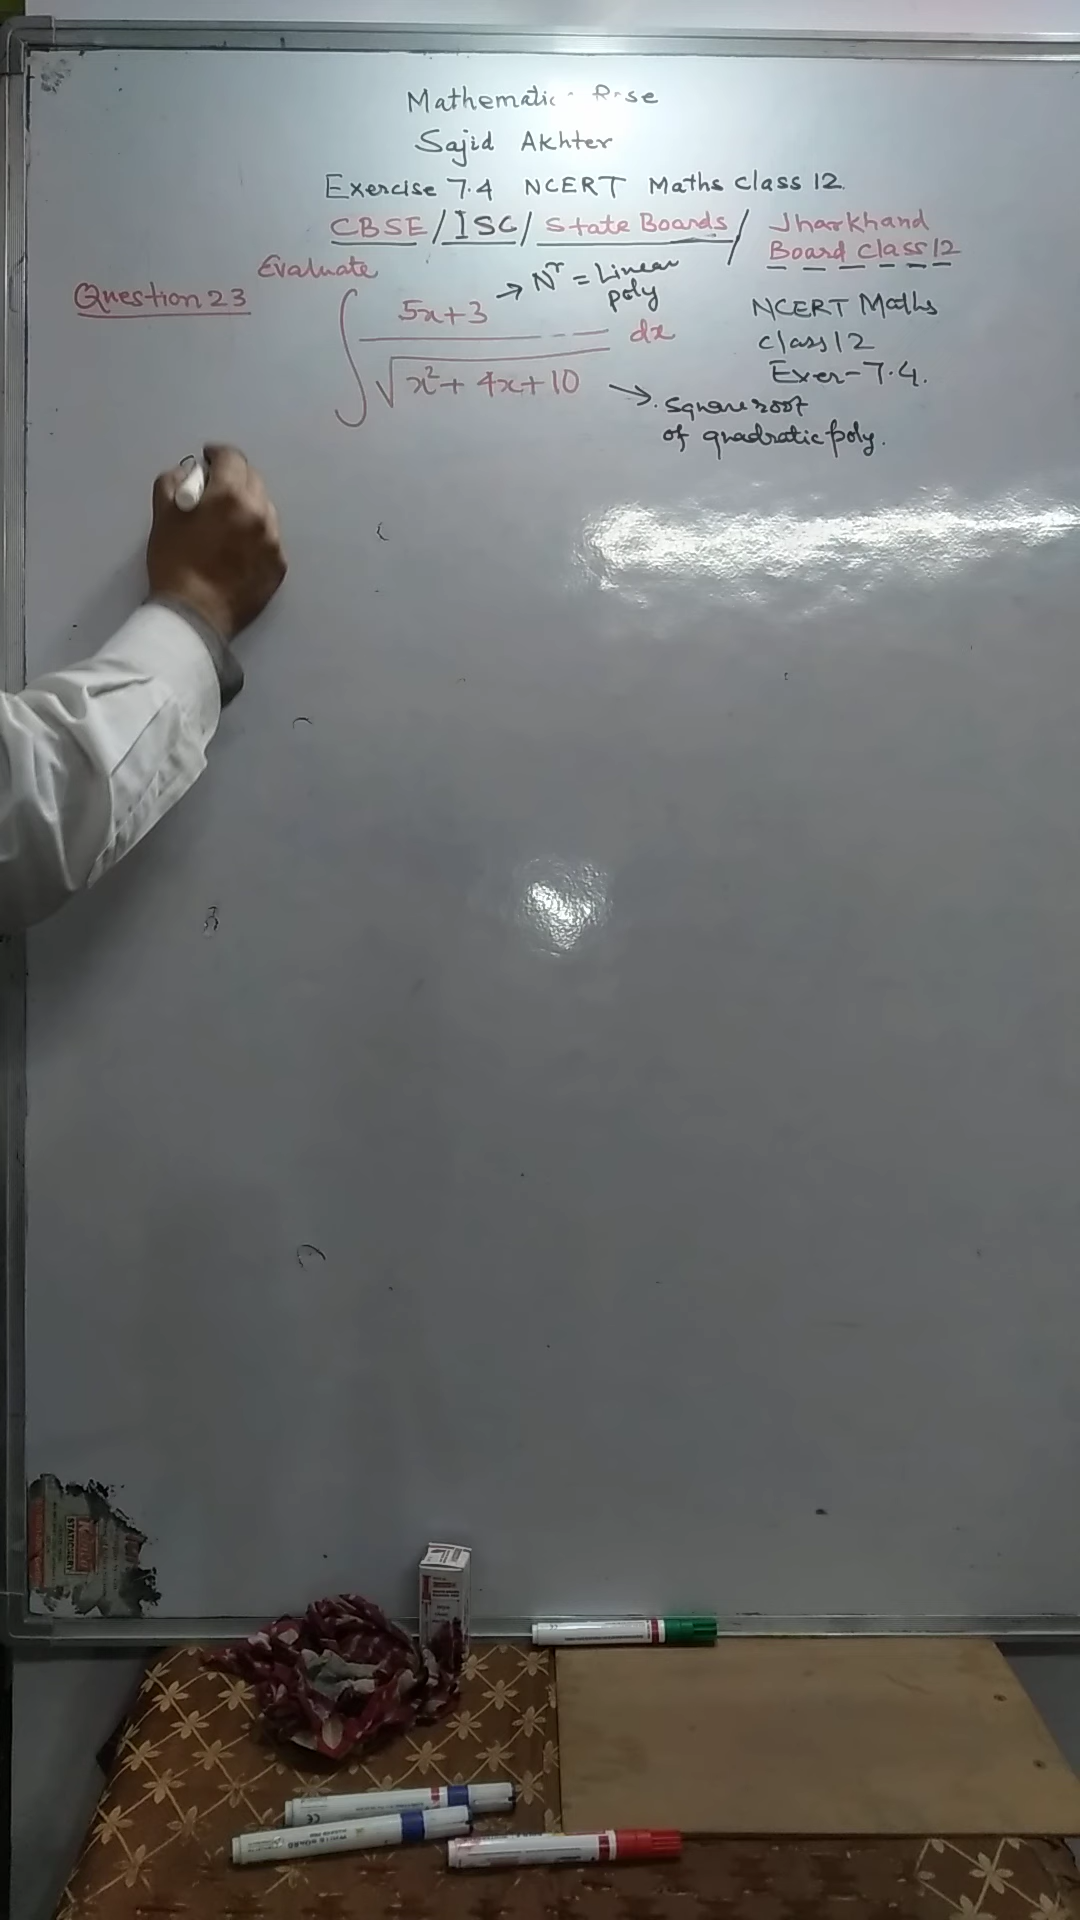 Mathematic Rose
Sajid Akhter
Exercise 7.4 NCERT Maths class 12
CBSE/ISC/State Boards/ Jharkhand
Board class 12
Evaluate
Question 23
∫ (5x+3)/√(x²+4x+10) dx
→ Nr = Linear
poly
→ Square root
of quadratic poly.
NCERT Maths
class 12
Exer-7.4.
STATIONERY